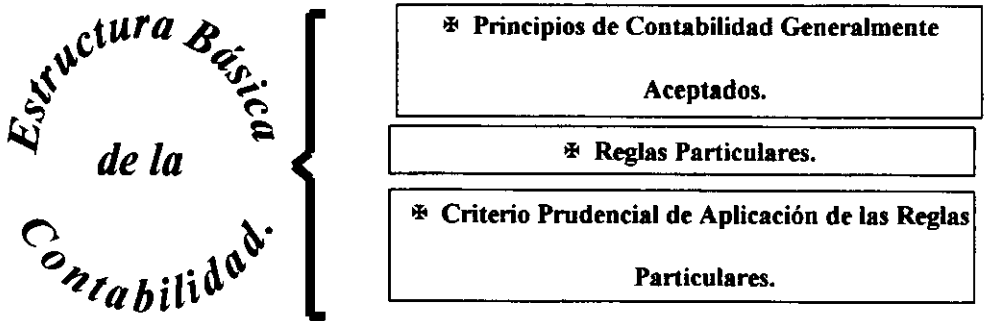 Estructura Básica
de la
Contabilidad.
✠ Principios de Contabilidad Generalmente
Aceptados.
✠ Reglas Particulares.
✠ Criterio Prudencial de Aplicación de las Reglas
Particulares.